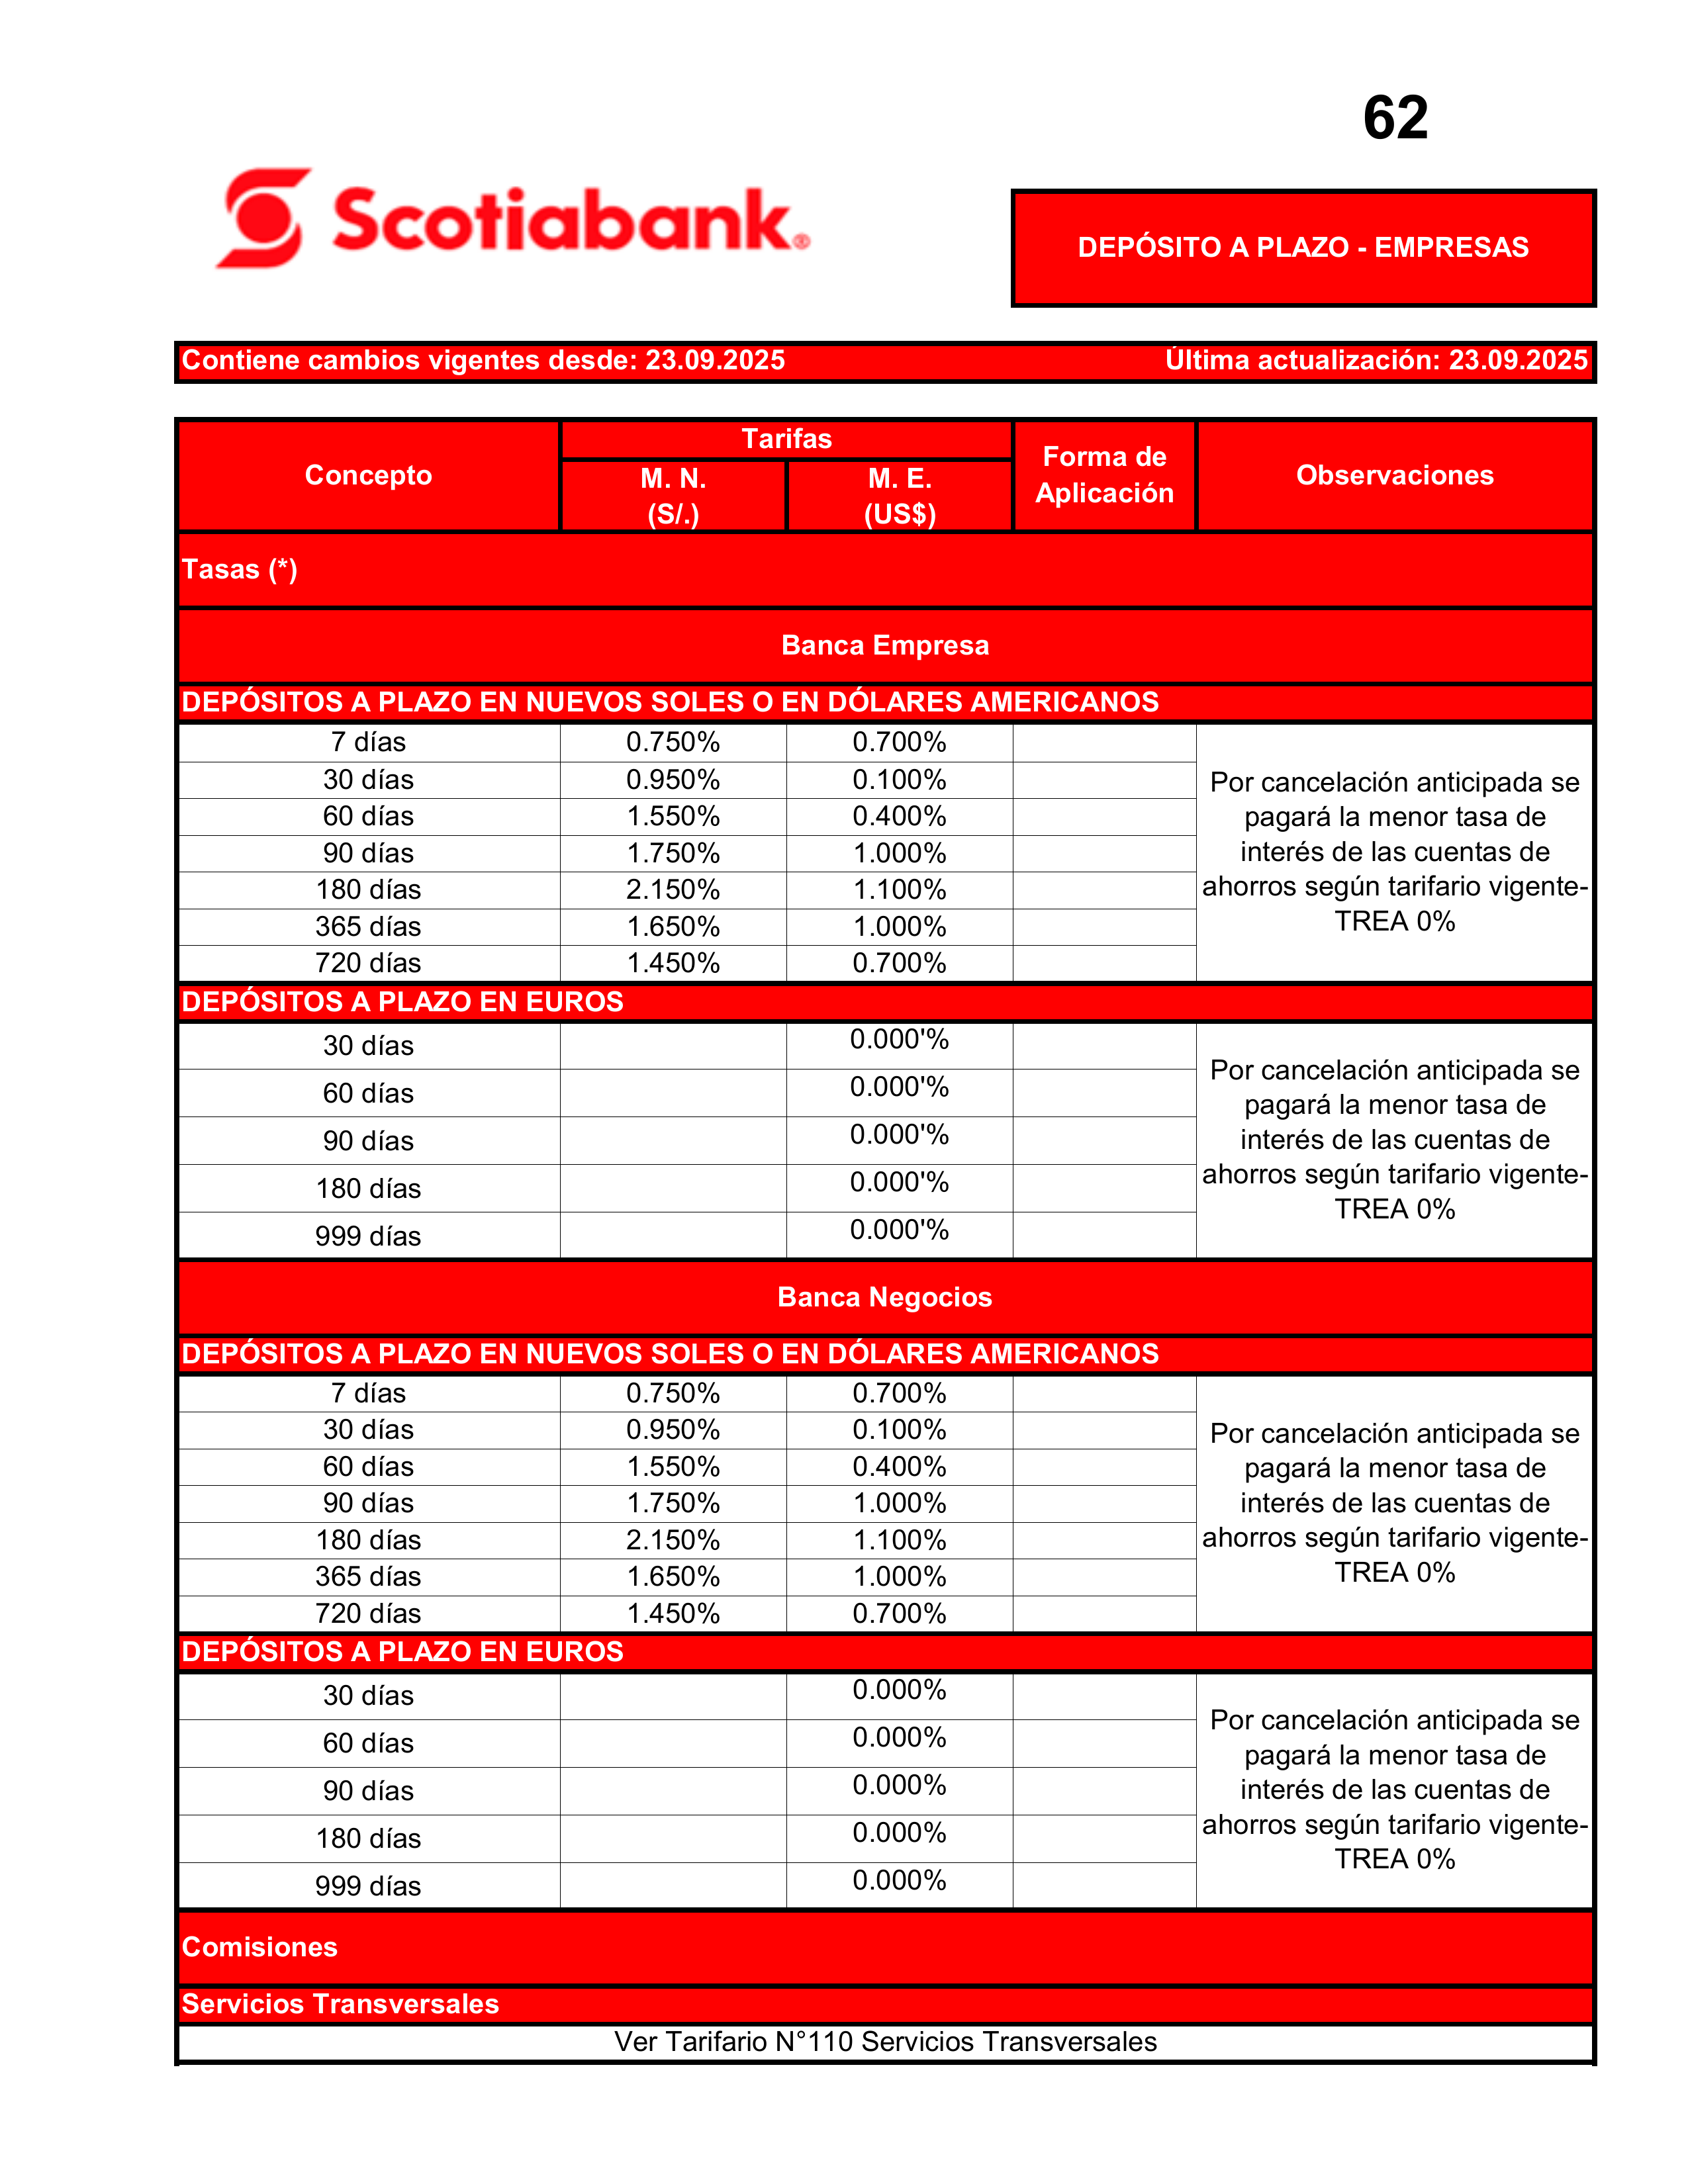 62
Scotiabank®
DEPÓSITO A PLAZO - EMPRESAS
Contiene cambios vigentes desde: 23.09.2025 Última actualización: 23.09.2025
Concepto Tarifas Forma de Aplicación Observaciones
M. N. (S/.) M. E. (US$)
Tasas (*)
Banca Empresa
DEPÓSITOS A PLAZO EN NUEVOS SOLES O EN DÓLARES AMERICANOS
7 días 0.750% 0.700%
30 días 0.950% 0.100%
60 días 1.550% 0.400%
90 días 1.750% 1.000%
180 días 2.150% 1.100%
365 días 1.650% 1.000%
720 días 1.450% 0.700%
Por cancelación anticipada se
pagará la menor tasa de
interés de las cuentas de
ahorros según tarifario vigente-
TREA 0%
DEPÓSITOS A PLAZO EN EUROS
30 días 0.000'%
60 días 0.000'%
90 días 0.000'%
180 días 0.000'%
999 días 0.000'%
Por cancelación anticipada se
pagará la menor tasa de
interés de las cuentas de
ahorros según tarifario vigente-
TREA 0%
Banca Negocios
DEPÓSITOS A PLAZO EN NUEVOS SOLES O EN DÓLARES AMERICANOS
7 días 0.750% 0.700%
30 días 0.950% 0.100%
60 días 1.550% 0.400%
90 días 1.750% 1.000%
180 días 2.150% 1.100%
365 días 1.650% 1.000%
720 días 1.450% 0.700%
Por cancelación anticipada se
pagará la menor tasa de
interés de las cuentas de
ahorros según tarifario vigente-
TREA 0%
DEPÓSITOS A PLAZO EN EUROS
30 días 0.000%
60 días 0.000%
90 días 0.000%
180 días 0.000%
999 días 0.000%
Por cancelación anticipada se
pagará la menor tasa de
interés de las cuentas de
ahorros según tarifario vigente-
TREA 0%
Comisiones
Servicios Transversales
Ver Tarifario N°110 Servicios Transversales